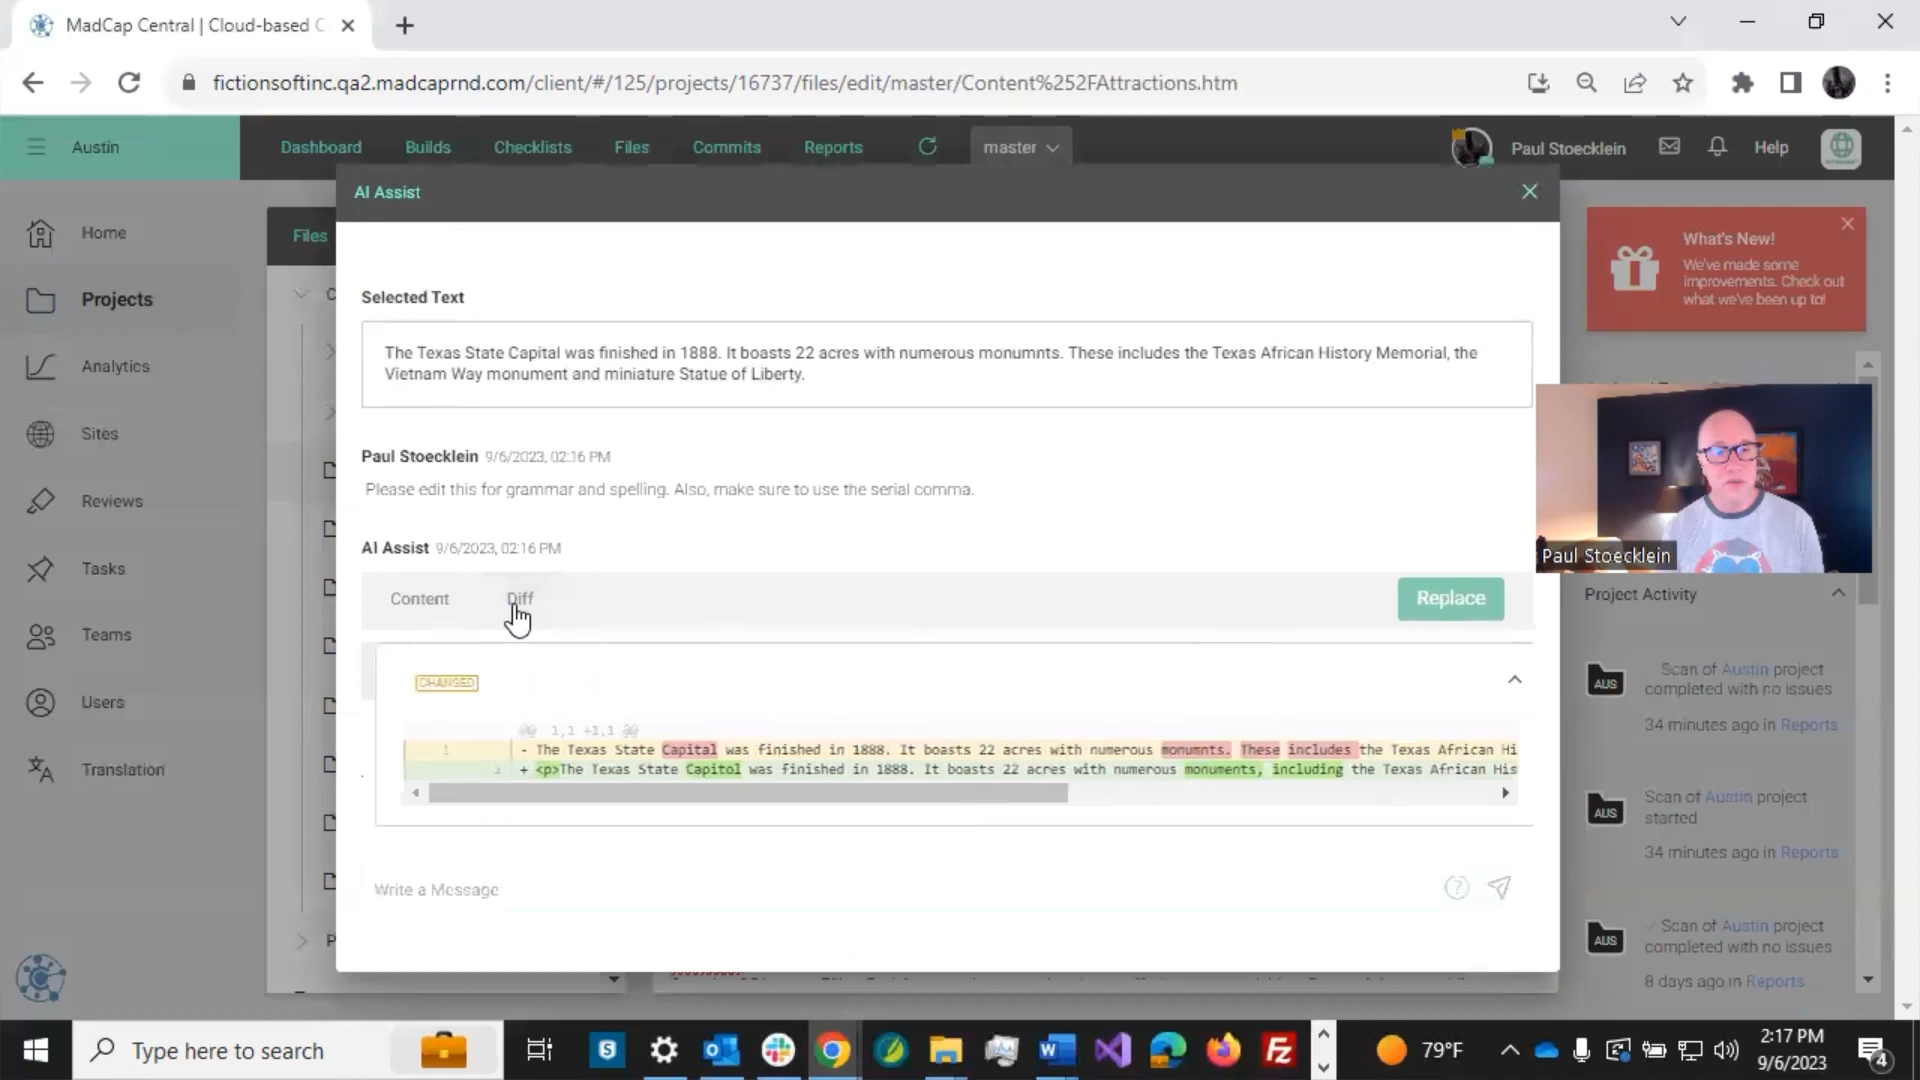 MadCap Central | Cloud-based C
fictionsoftinc.qa2.madcaprnd.com/client/#/125/projects/16737/files/edit/master/Content%252FAttractions.htm
Austin
Dashboard Builds Checklists Files Commits Reports master Paul Stoecklein Help
AI Assist
Home
Projects
Analytics
Sites
Reviews
Tasks
Teams
Users
Translation
Files
What's New!
We've made some
improvements. Check out
what we've been up to!
Selected Text
The Texas State Capital was finished in 1888. It boasts 22 acres with numerous monumnts. These includes the Texas African History Memorial, the
Vietnam Way monument and miniature Statue of Liberty.
Paul Stoecklein 9/6/2023, 02:16 PM
Please edit this for grammar and spelling. Also, make sure to use the serial comma.
AI Assist 9/6/2023, 02:16 PM
Content Diff Replace
CHANGED
@@ 1,1 +1,1 @@
1 - The Texas State Capital was finished in 1888. It boasts 22 acres with numerous monumnts. These includes the Texas African Hi
1 + <p>The Texas State Capitol was finished in 1888. It boasts 22 acres with numerous monuments, including the Texas African His
Write a Message
Paul Stoecklein
Project Activity
AUS
Scan of Austin project
completed with no issues
34 minutes ago in Reports
AUS
Scan of Austin project
started
34 minutes ago in Reports
AUS
Scan of Austin project
completed with no issues
8 days ago in Reports
Type here to search
79°F
2:17 PM
9/6/2023
4